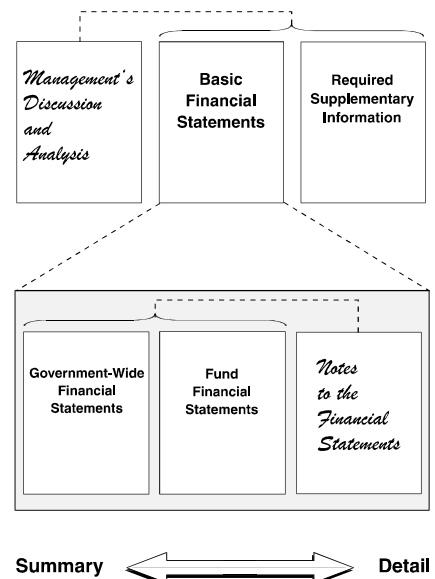 Management's
Discussion
and
Analysis
Basic
Financial
Statements
Required
Supplementary
Information
Government-Wide
Financial
Statements
Fund
Financial
Statements
Notes
to the
Financial
Statements
Summary
Detail